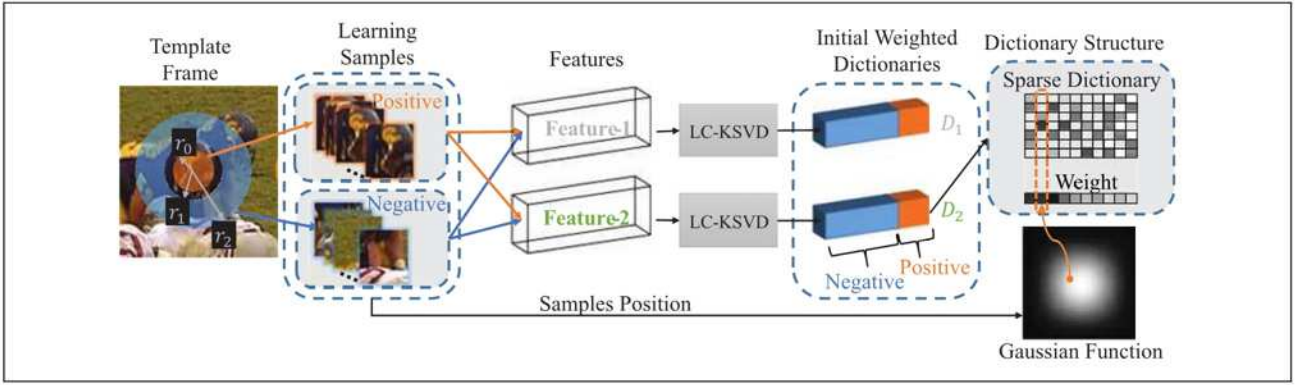 Template
Frame
r0
r1
r2
Learning
Samples
Positive
Negative
Features
Feature-1
Feature-2
LC-KSVD
LC-KSVD
Initial Weighted
Dictionaries
D1
D2
Negative
Positive
Dictionary Structure
Sparse Dictionary
Weight
Samples Position
Gaussian Function